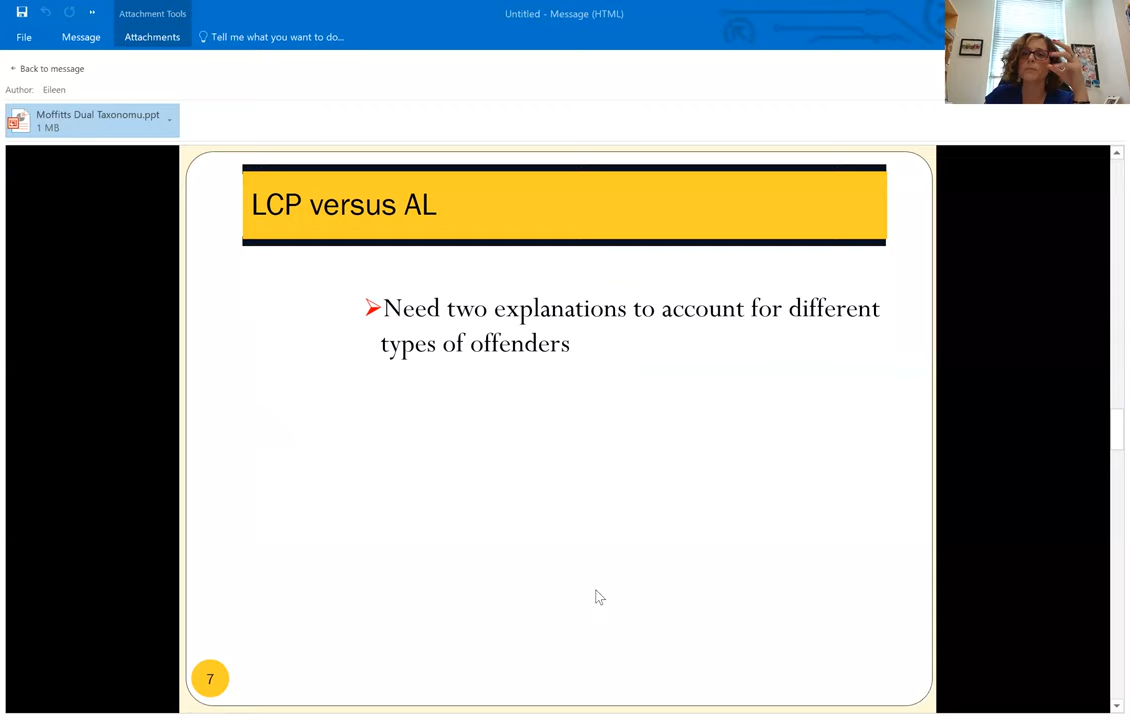 Attachment Tools
Untitled - Message (HTML)
File
Message
Attachments
Tell me what you want to do...
Back to message
Author: Eileen
Moffitts Dual Taxonomu.ppt
1 MB
LCP versus AL
Need two explanations to account for different
types of offenders
7